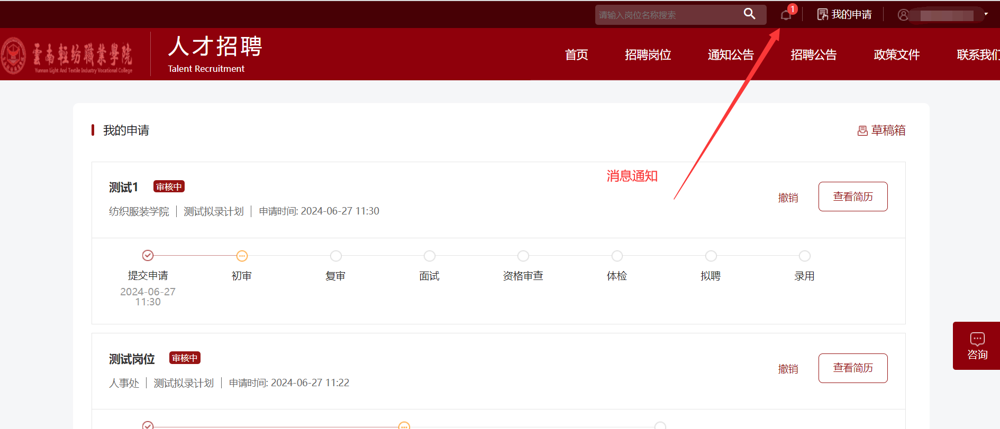 请输入岗位名称搜索
1
我的申请
雲南輕纺職業學院
Yunnan Light And Textile Industry Vocational College
人才招聘
Talent Recruitment
首页
招聘岗位
通知公告
招聘公告
政策文件
联系我们
我的申请
草稿箱
消息通知
测试1 审核中
纺织服装学院 测试拟录计划 申请时间: 2024-06-27 11:30
撤销
查看简历
提交申请
2024-06-27
11:30
初审
复审
面试
资格审查
体检
拟聘
录用
测试岗位 审核中
人事处 测试拟录计划 申请时间: 2024-06-27 11:22
撤销
查看简历
咨询